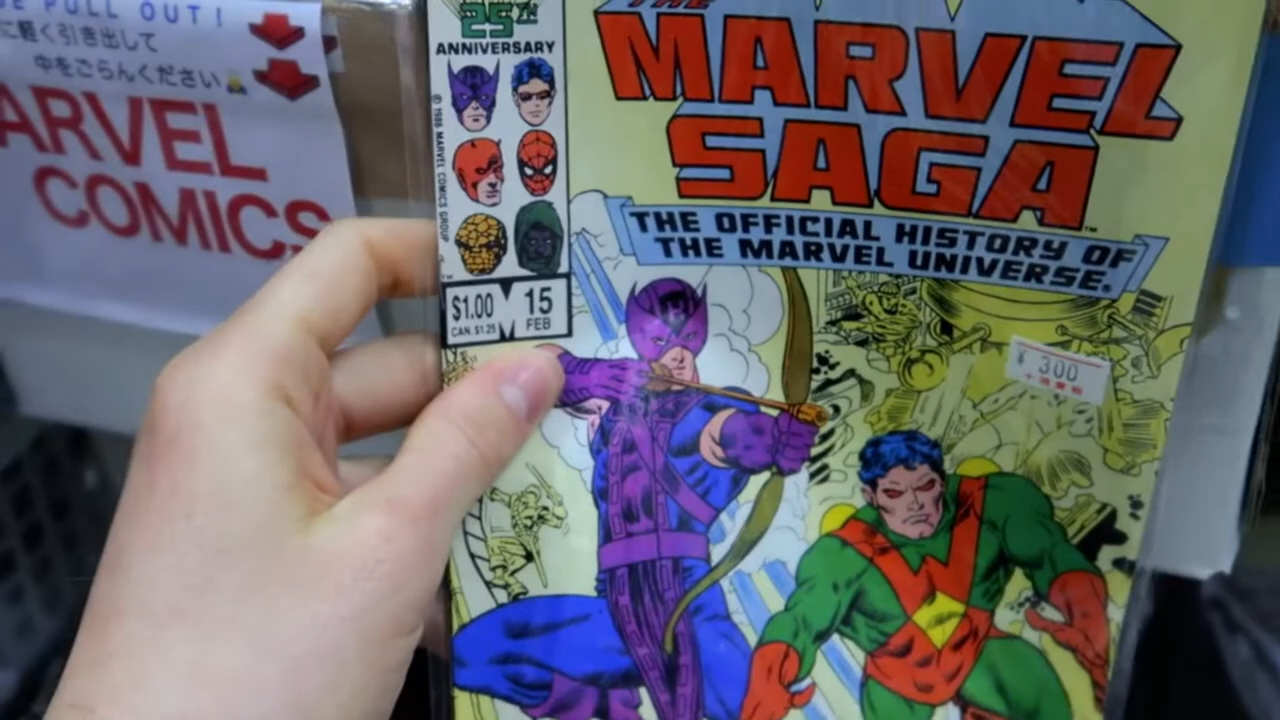 PULL OUT!
に軽く引き出して
中をごらんください
ARVEL
COMICS
25TH
ANNIVERSARY
© 1986 MARVEL COMICS GROUP
$1.00
CAN. $1.25
15
FEB
THE
MARVEL
SAGA
TM
THE OFFICIAL HISTORY OF
THE MARVEL UNIVERSE®
¥300
W